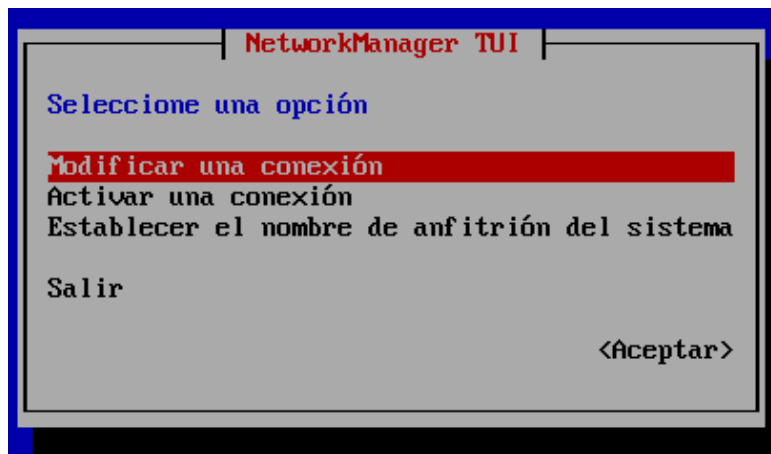 NetworkManager TUI
Seleccione una opción
Modificar una conexión
Activar una conexión
Establecer el nombre de anfitrión del sistema
Salir
<Aceptar>